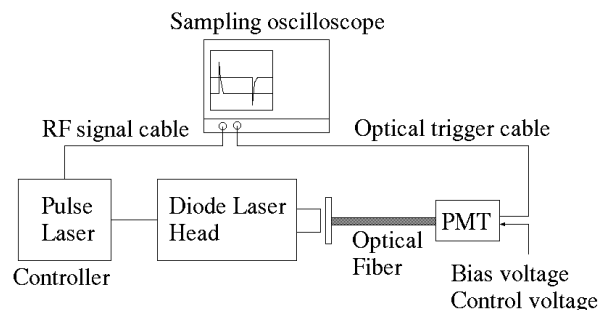 Sampling oscilloscope
RF signal cable
Optical trigger cable
Pulse
Laser
Controller
Diode Laser
Head
Optical
Fiber
PMT
Bias voltage
Control voltage